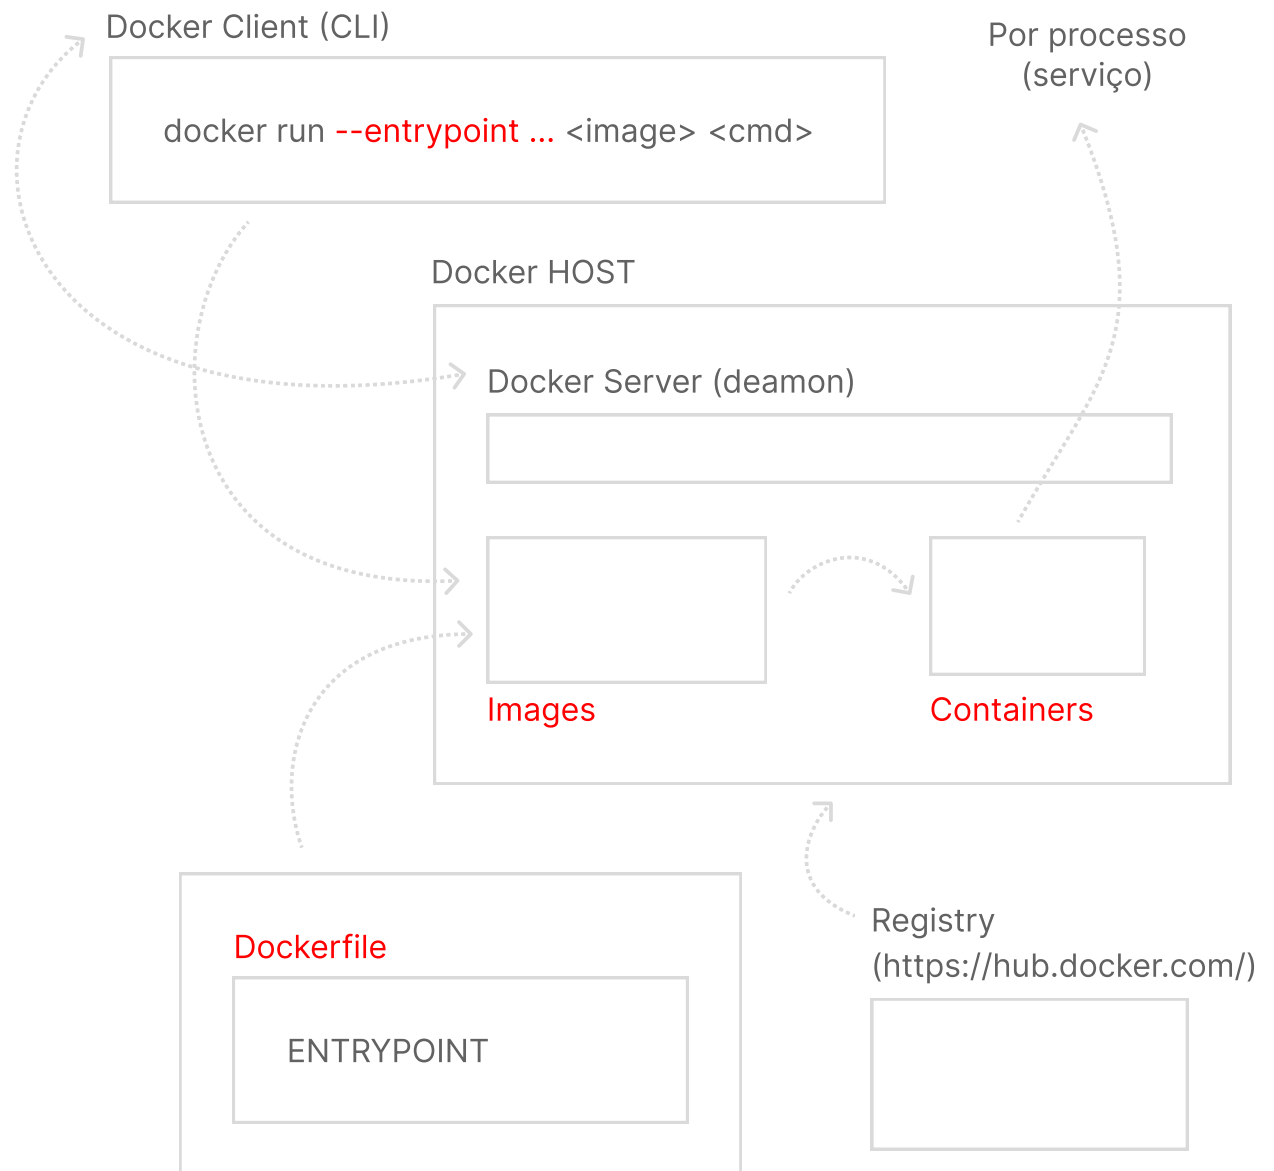 Docker Client (CLI)
Por processo
(serviço)
docker run --entrypoint ... <image> <cmd>
Docker HOST
Docker Server (deamon)
Images
Containers
Dockerfile
ENTRYPOINT
Registry
(https://hub.docker.com/)